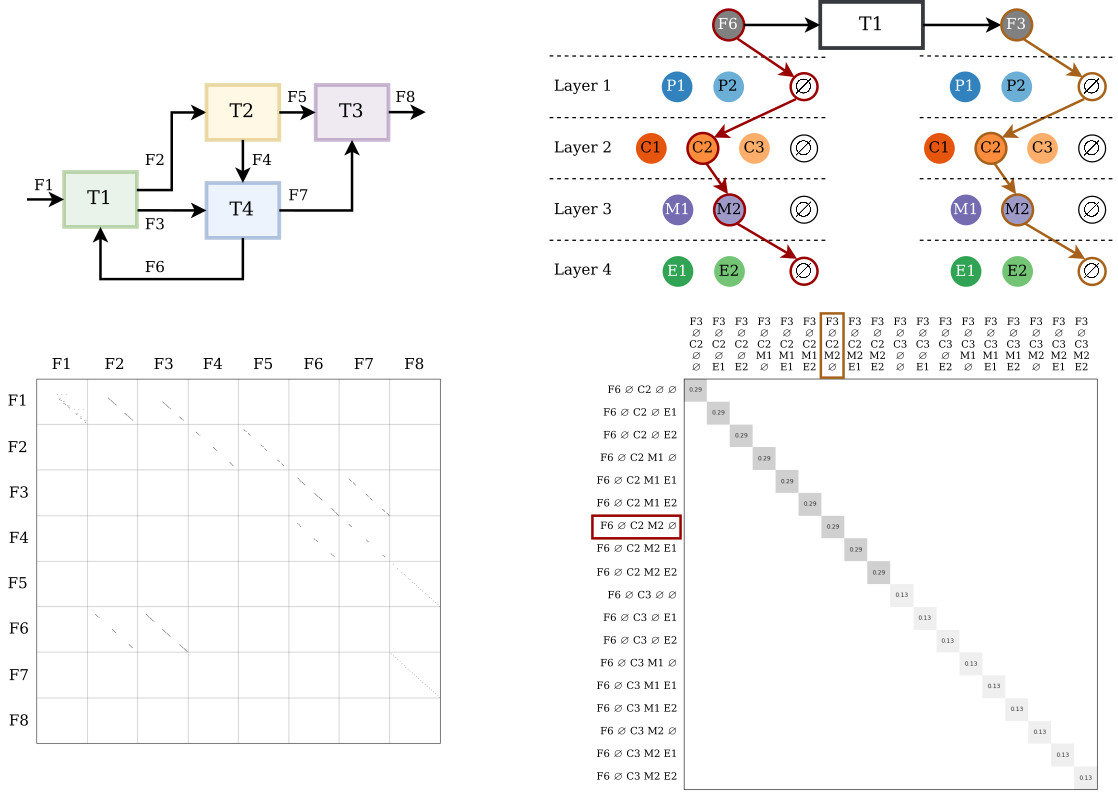 T1
T2
T3
T4
F1
F2
F3
F4
F5
F6
F7
F8
F6
T1
F3
Layer 1
P1
P2
∅
P1
P2
∅
Layer 2
C1
C2
C3
∅
C1
C2
C3
∅
Layer 3
M1
M2
∅
M1
M2
∅
Layer 4
E1
E2
∅
E1
E2
∅
F1 F2 F3 F4 F5 F6 F7 F8
F1
F2
F3
F4
F5
F6
F7
F8
F3 F3 F3 F3 F3 F3 F3 F3 F3 F3 F3 F3 F3 F3 F3 F3 F3 F3
∅ ∅ ∅ ∅ ∅ ∅ ∅ ∅ ∅ ∅ ∅ ∅ ∅ ∅ ∅ ∅ ∅ ∅
C2 C2 C2 C2 C2 C2 C2 C2 C2 C3 C3 C3 C3 C3 C3 C3 C3 C3
∅ ∅ ∅ M1 M1 M1 M2 M2 M2 ∅ ∅ ∅ M1 M1 M1 M2 M2 M2
∅ E1 E2 ∅ E1 E2 ∅ E1 E2 ∅ E1 E2 ∅ E1 E2 ∅ E1 E2
F6 ∅ C2 ∅ ∅ 0.29
F6 ∅ C2 ∅ E1 0.29
F6 ∅ C2 ∅ E2 0.29
F6 ∅ C2 M1 ∅ 0.29
F6 ∅ C2 M1 E1 0.29
F6 ∅ C2 M1 E2 0.29
F6 ∅ C2 M2 ∅ 0.29
F6 ∅ C2 M2 E1 0.29
F6 ∅ C2 M2 E2 0.29
F6 ∅ C3 ∅ ∅ 0.13
F6 ∅ C3 ∅ E1 0.13
F6 ∅ C3 ∅ E2 0.13
F6 ∅ C3 M1 ∅ 0.13
F6 ∅ C3 M1 E1 0.13
F6 ∅ C3 M1 E2 0.13
F6 ∅ C3 M2 ∅ 0.13
F6 ∅ C3 M2 E1 0.13
F6 ∅ C3 M2 E2 0.13